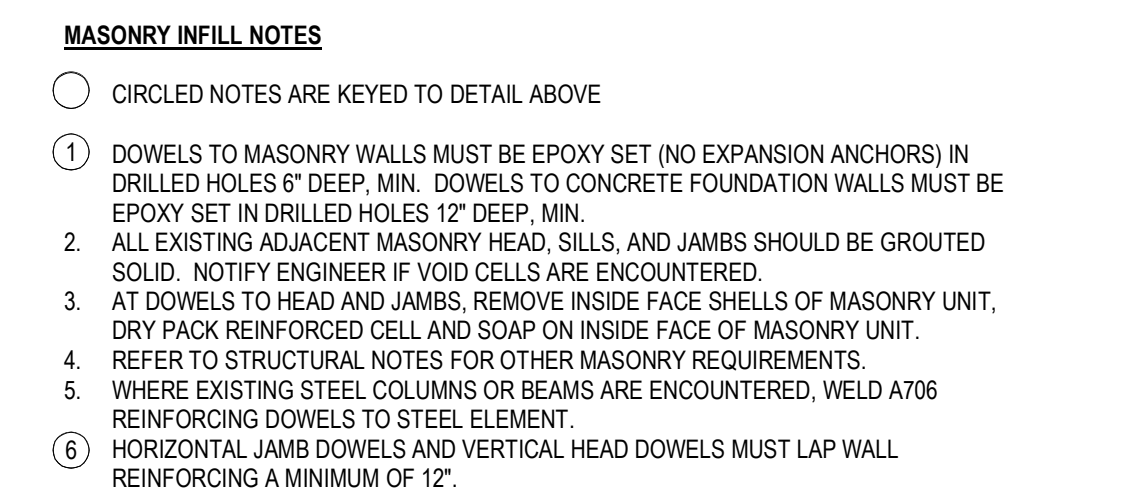 MASONRY INFILL NOTES
CIRCLED NOTES ARE KEYED TO DETAIL ABOVE
1 DOWELS TO MASONRY WALLS MUST BE EPOXY SET (NO EXPANSION ANCHORS) IN
DRILLED HOLES 6" DEEP, MIN. DOWELS TO CONCRETE FOUNDATION WALLS MUST BE
EPOXY SET IN DRILLED HOLES 12" DEEP, MIN.
2. ALL EXISTING ADJACENT MASONRY HEAD, SILLS, AND JAMBS SHOULD BE GROUTED
SOLID. NOTIFY ENGINEER IF VOID CELLS ARE ENCOUNTERED.
3. AT DOWELS TO HEAD AND JAMBS, REMOVE INSIDE FACE SHELLS OF MASONRY UNIT,
DRY PACK REINFORCED CELL AND SOAP ON INSIDE FACE OF MASONRY UNIT.
4. REFER TO STRUCTURAL NOTES FOR OTHER MASONRY REQUIREMENTS.
5. WHERE EXISTING STEEL COLUMNS OR BEAMS ARE ENCOUNTERED, WELD A706
REINFORCING DOWELS TO STEEL ELEMENT.
6 HORIZONTAL JAMB DOWELS AND VERTICAL HEAD DOWELS MUST LAP WALL
REINFORCING A MINIMUM OF 12".